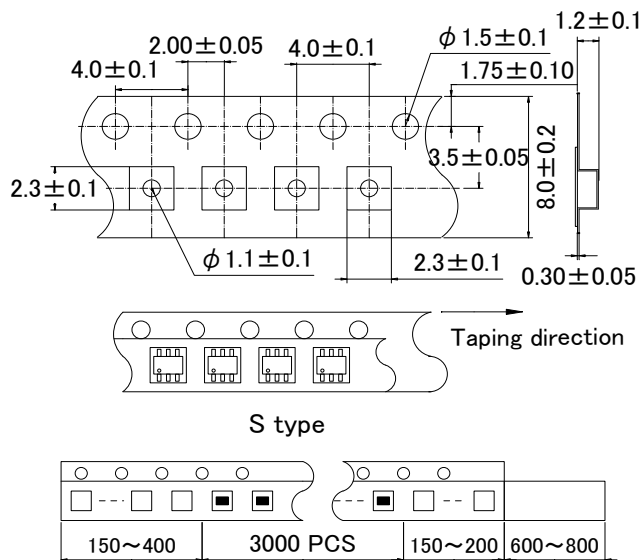 1.2±0.1
2.00±0.05
4.0±0.1
φ1.5±0.1
4.0±0.1
1.75±0.10
3.5±0.05
8.0±0.2
2.3±0.1
φ1.1±0.1
2.3±0.1
0.30±0.05
Taping direction
S type
150~400
3000 PCS
150~200
600~800